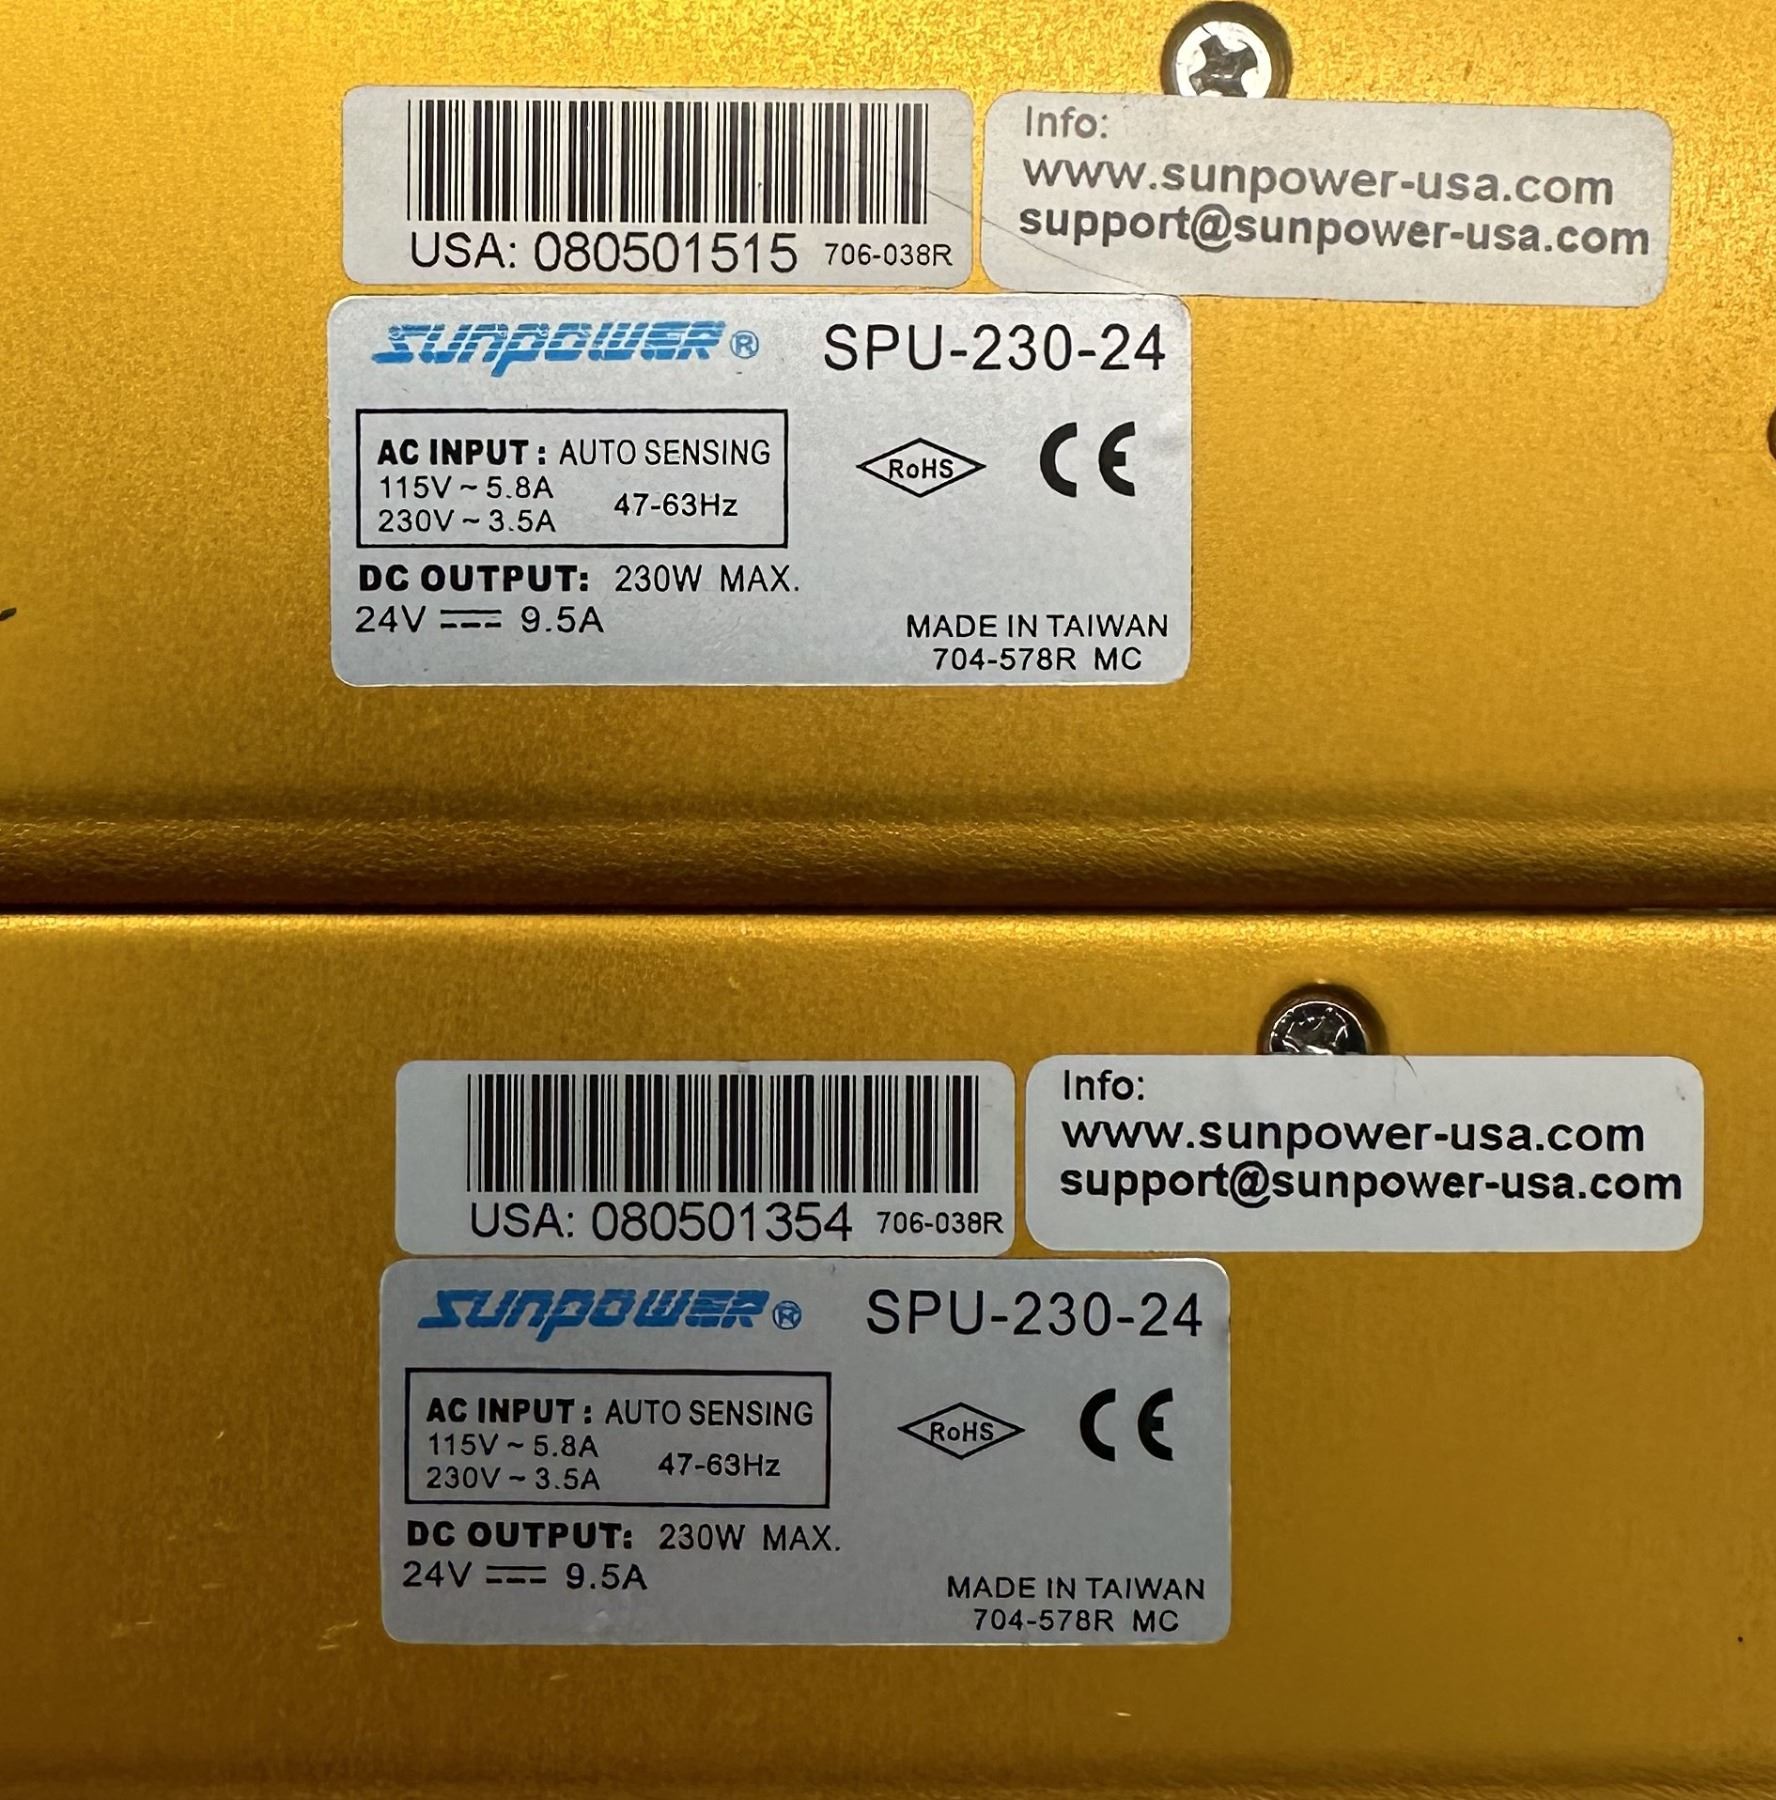 USA: 080501515 706-038R
Info:
www.sunpower-usa.com
support@sunpower-usa.com
SUNPOWER® SPU-230-24
AC INPUT : AUTO SENSING
115V ~ 5.8A
47-63Hz
230V ~ 3.5A
RoHS CE
DC OUTPUT: 230W MAX.
24V ⎓ 9.5A
MADE IN TAIWAN
704-578R MC
USA: 080501354 706-038R
Info:
www.sunpower-usa.com
support@sunpower-usa.com
SUNPOWER® SPU-230-24
AC INPUT : AUTO SENSING
115V ~ 5.8A
47-63Hz
230V ~ 3.5A
RoHS CE
DC OUTPUT: 230W MAX.
24V ⎓ 9.5A
MADE IN TAIWAN
704-578R MC